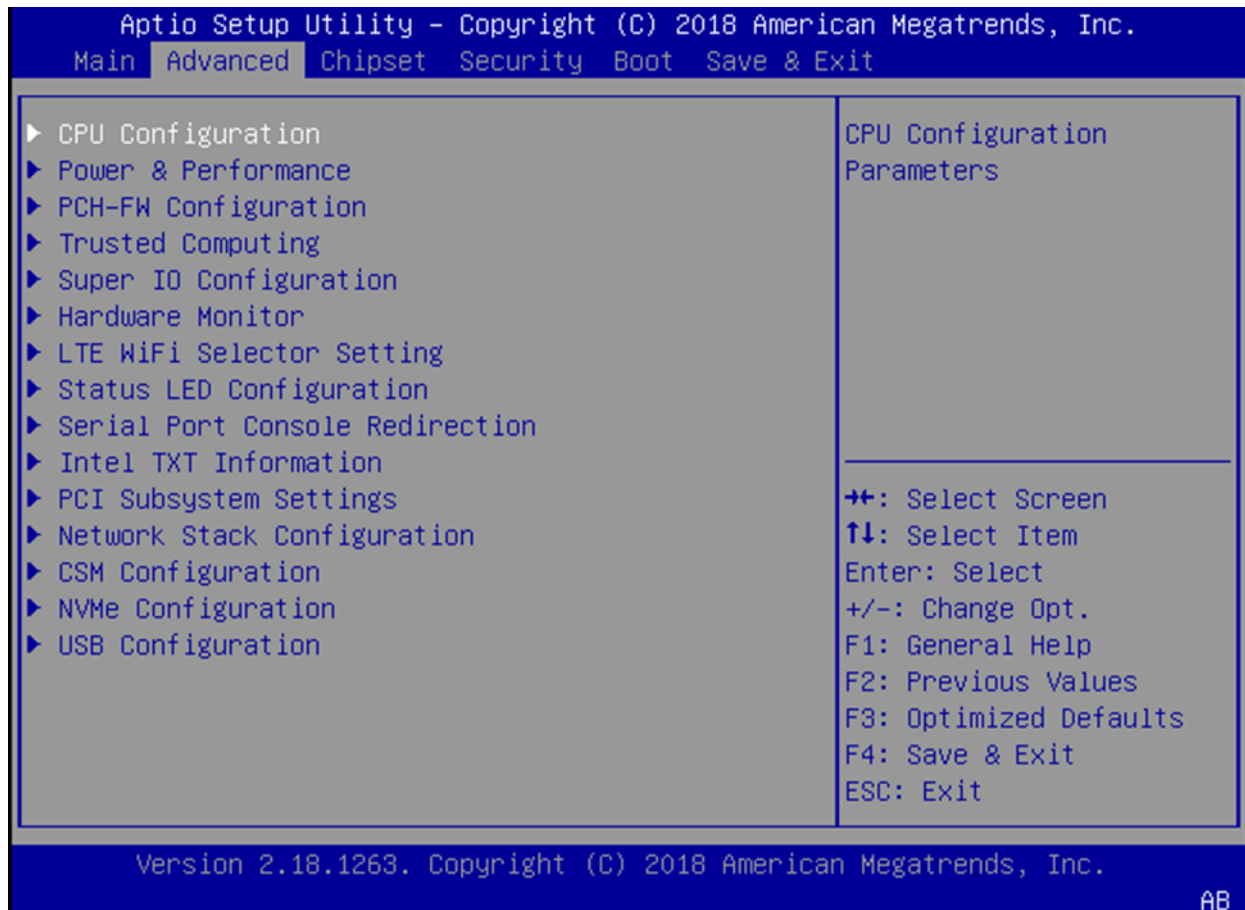 Aptio Setup Utility – Copyright (C) 2018 American Megatrends, Inc.
Main Advanced Chipset Security Boot Save & Exit
▶ CPU Configuration
▶ Power & Performance
▶ PCH-FW Configuration
▶ Trusted Computing
▶ Super IO Configuration
▶ Hardware Monitor
▶ LTE WiFi Selector Setting
▶ Status LED Configuration
▶ Serial Port Console Redirection
▶ Intel TXT Information
▶ PCI Subsystem Settings
▶ Network Stack Configuration
▶ CSM Configuration
▶ NVMe Configuration
▶ USB Configuration
CPU Configuration
Parameters
→←: Select Screen
↑↓: Select Item
Enter: Select
+/-: Change Opt.
F1: General Help
F2: Previous Values
F3: Optimized Defaults
F4: Save & Exit
ESC: Exit
Version 2.18.1263. Copyright (C) 2018 American Megatrends, Inc.
AB